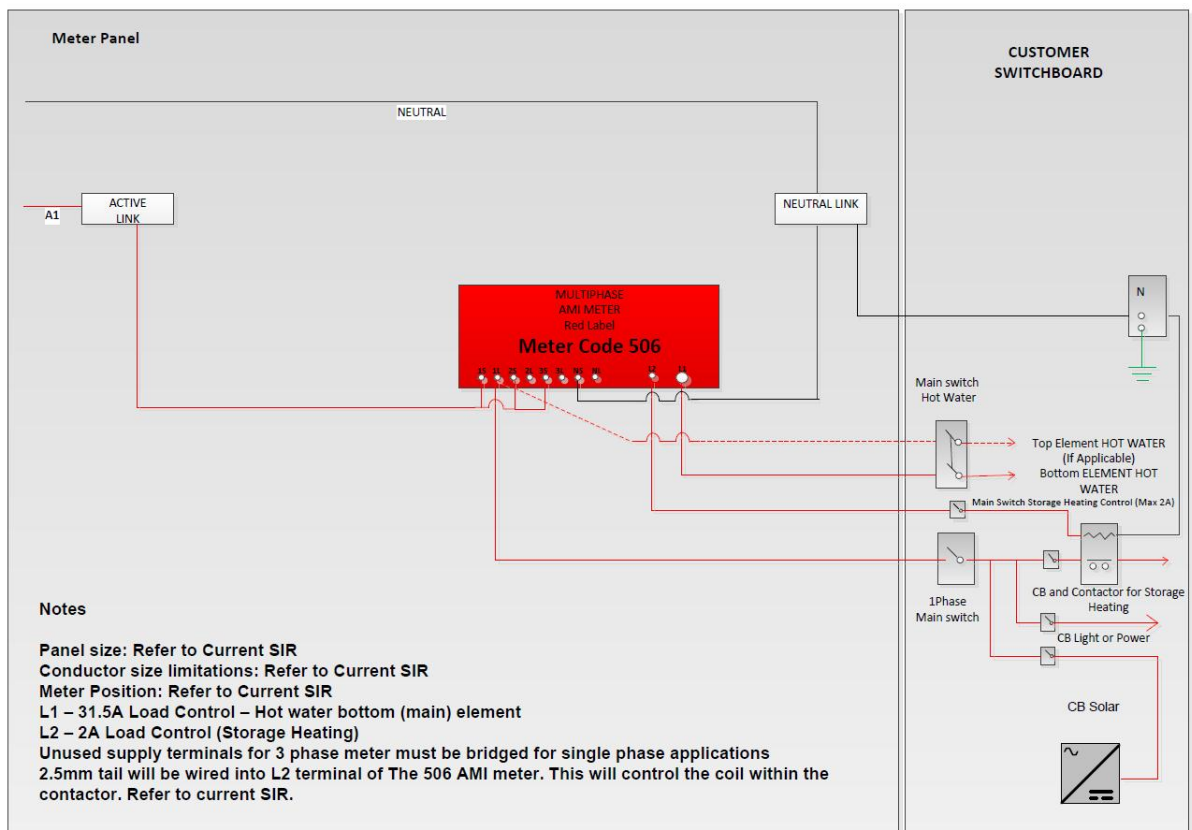 Meter Panel
CUSTOMER
SWITCHBOARD
NEUTRAL
A1
ACTIVE
LINK
NEUTRAL LINK
MULTIPHASE
AMI METER
Red Label
Meter Code 506
N
Main switch
Hot Water
Top Element HOT WATER
(If Applicable)
Bottom ELEMENT HOT
WATER
Main Switch Storage Heating Control (Max 2A)
CB and Contactor for Storage
Heating
1Phase
Main switch
CB Light or Power
CB Solar
Notes
Panel size: Refer to Current SIR
Conductor size limitations: Refer to Current SIR
Meter Position: Refer to Current SIR
L1 – 31.5A Load Control – Hot water bottom (main) element
L2 – 2A Load Control (Storage Heating)
Unused supply terminals for 3 phase meter must be bridged for single phase applications
2.5mm tail will be wired into L2 terminal of The 506 AMI meter. This will control the coil within the
contactor. Refer to current SIR.